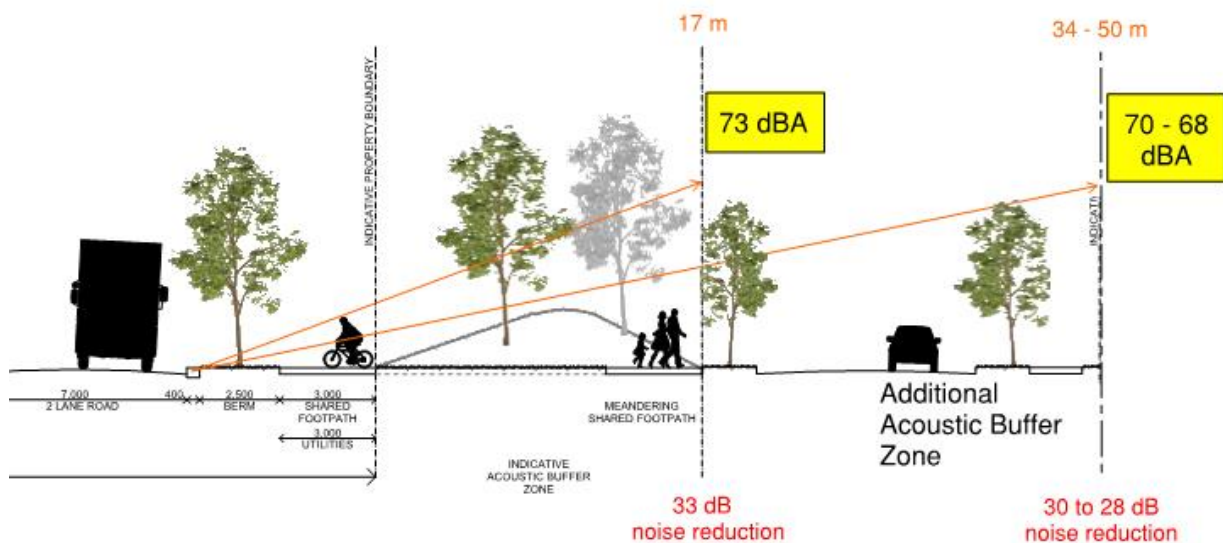 17 m
34 - 50 m
INDICATIVE PROPERTY BOUNDARY
73 dBA
70 - 68
dBA
INDICATI
7,000
400
2,500
3,000
2 LANE ROAD
BERM
SHARED
FOOTPATH
3,000
UTILITIES
MEANDERING
SHARED FOOTPATH
Additional
Acoustic Buffer
Zone
INDICATIVE
ACOUSTIC BUFFER
ZONE
33 dB
noise reduction
30 to 28 dB
noise reduction